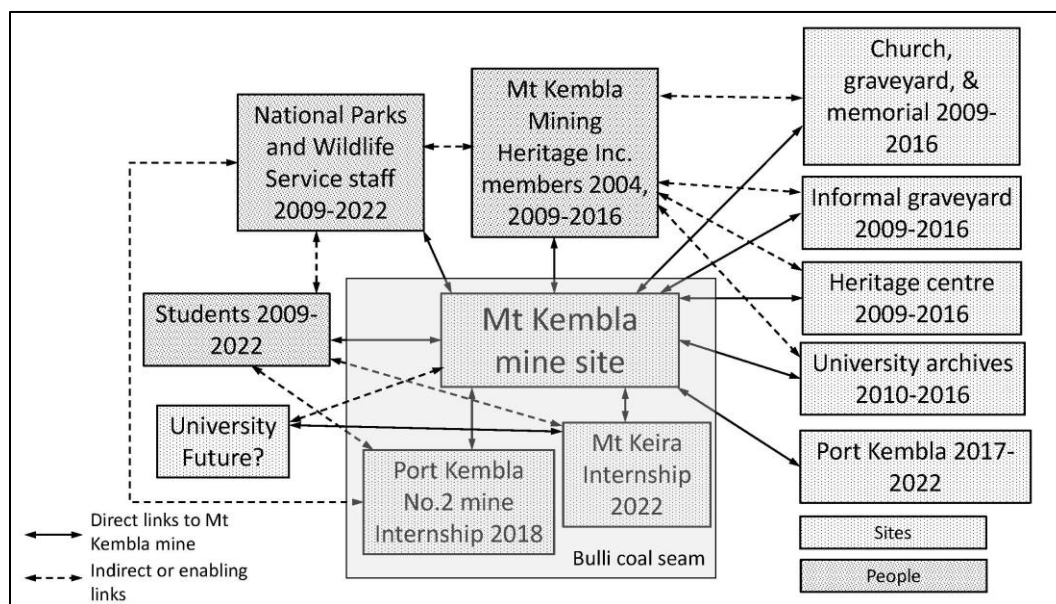 National Parks
and Wildlife
Service staff
2009-2022
Mt Kembla
Mining
Heritage Inc.
members 2004,
2009-2016
Church,
graveyard, &
memorial 2009-
2016
Informal graveyard
2009-2016
Heritage centre
2009-2016
University archives
2010-2016
Port Kembla 2017-
2022
Students 2009-
2022
Mt Kembla
mine site
University
Future?
Port Kembla
No.2 mine
Internship 2018
Mt Keira
Internship
2022
Bulli coal seam
Direct links to Mt
Kembla mine
Indirect or enabling
links
Sites
People